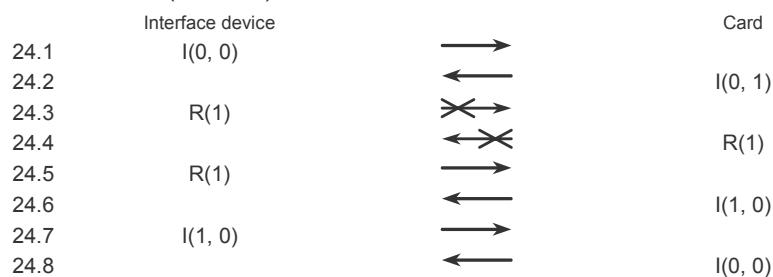 Interface device Card
24.1 I(0, 0)
24.2 I(0, 1)
24.3 R(1)
24.4 R(1)
24.5 R(1)
24.6 I(1, 0)
24.7 I(1, 0)
24.8 I(0, 0)